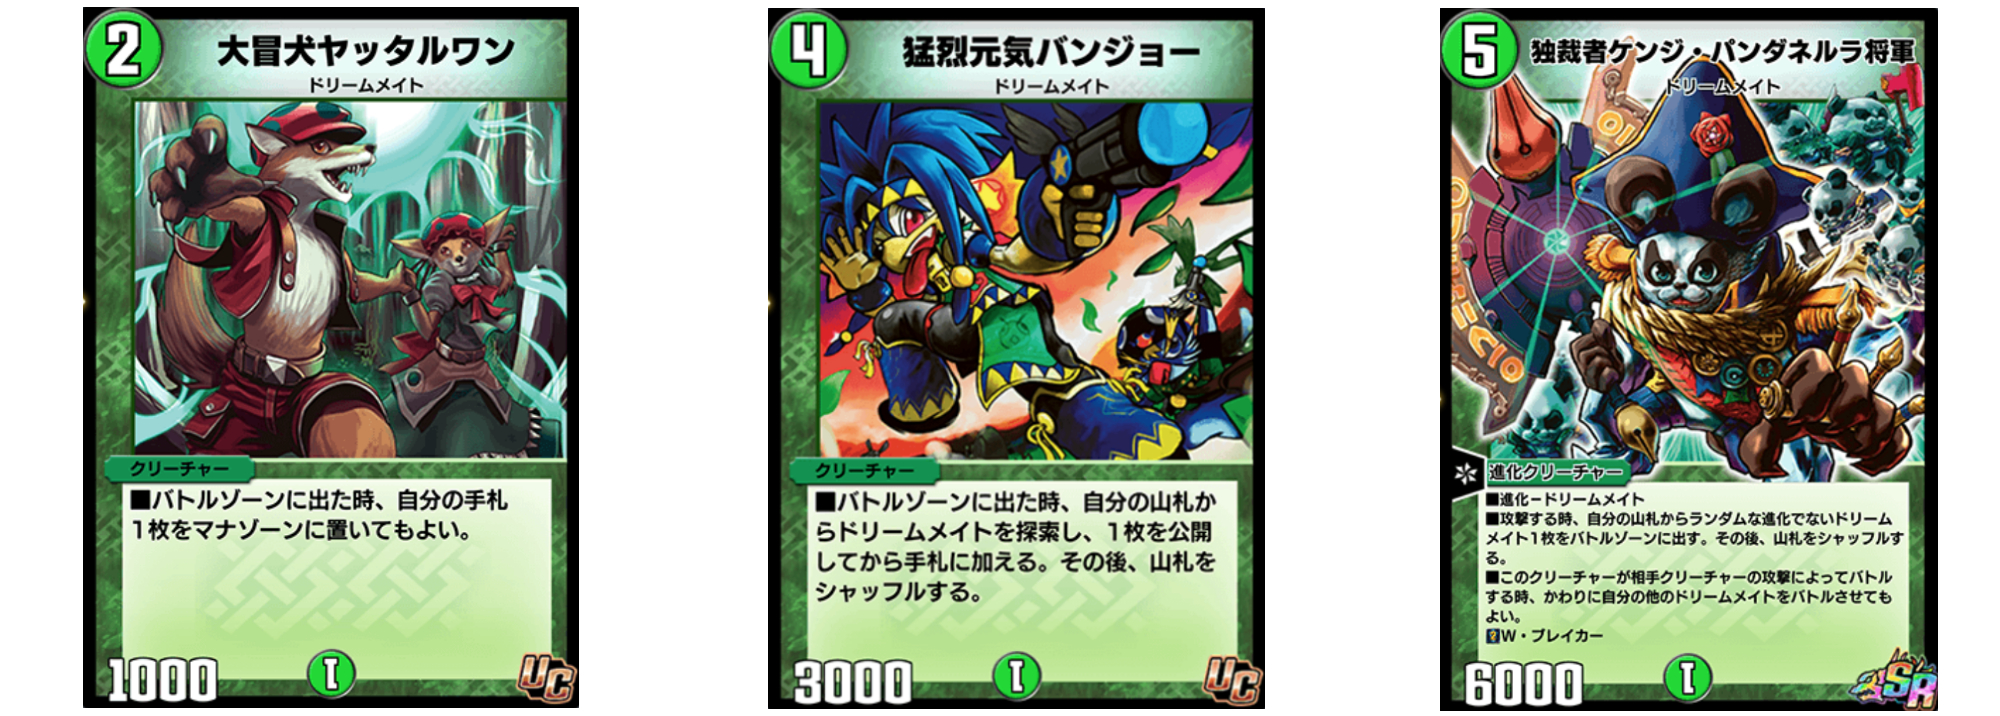 2
大冒犬ヤッタルワン
ドリームメイト
クリーチャー
■バトルゾーンに出た時、自分の手札
1枚をマナゾーンに置いてもよい。
1000
1
UC
4
猛烈元気バンジョー
ドリームメイト
クリーチャー
■バトルゾーンに出た時、自分の山札か
らドリームメイトを探索し、1枚を公開
してから手札に加える。その後、山札を
シャッフルする。
3000
1
UC
5
独裁者ケンジ・パンダネルラ将軍
ドリームメイト
進化クリーチャー
■進化－ドリームメイト
■攻撃する時、自分の山札からランダムな進化でないドリーム
メイト1枚をバトルゾーンに出す。その後、山札をシャッフルす
る。
■このクリーチャーが相手クリーチャーの攻撃によってバトル
する時、かわりに自分の他のドリームメイトをバトルさせても
よい。
W・ブレイカー
6000
1
SR